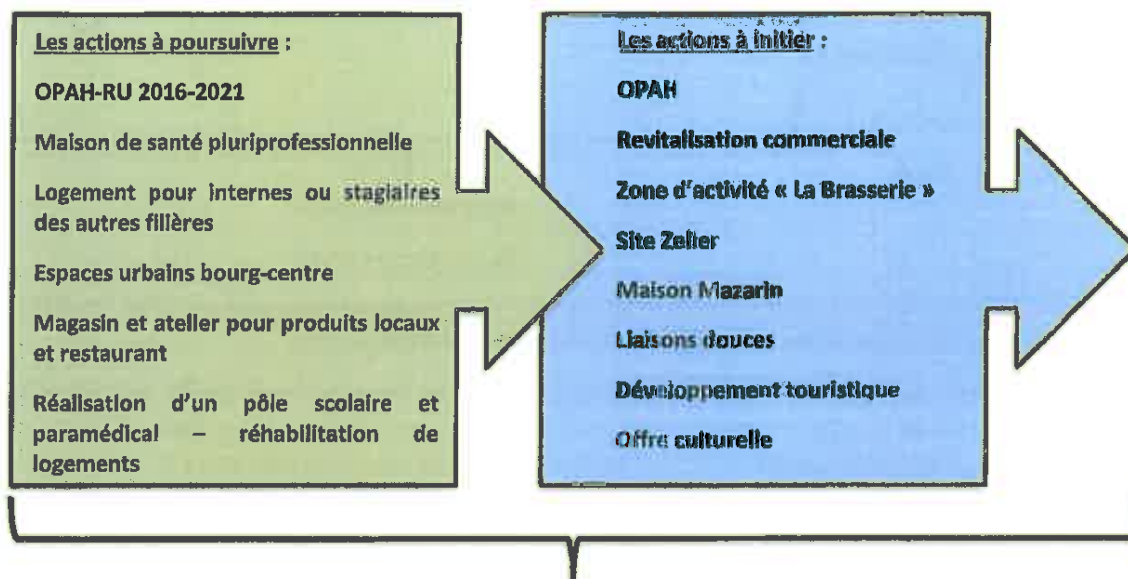 Les actions à poursuivre :
OPAH-RU 2016-2021
Maison de santé pluriprofessionnelle
Logement pour internes ou stagiaires
des autres filières
Espaces urbains bourg-centre
Magasin et atelier pour produits locaux
et restaurant
Réalisation d'un pôle scolaire et
paramédical – réhabilitation de
logements
Les actions à initier :
OPAH
Revitalisation commerciale
Zone d'activité « La Brasserie »
Site Zeller
Maison Mazarin
Liaisons douces
Développement touristique
Offre culturelle